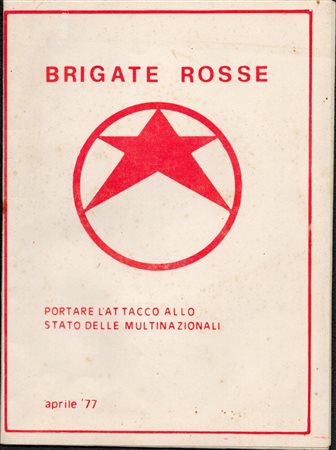 BRIGATE ROSSE
PORTARE L'ATTACCO ALLO
STATO DELLE MULTINAZIONALI
aprile '77